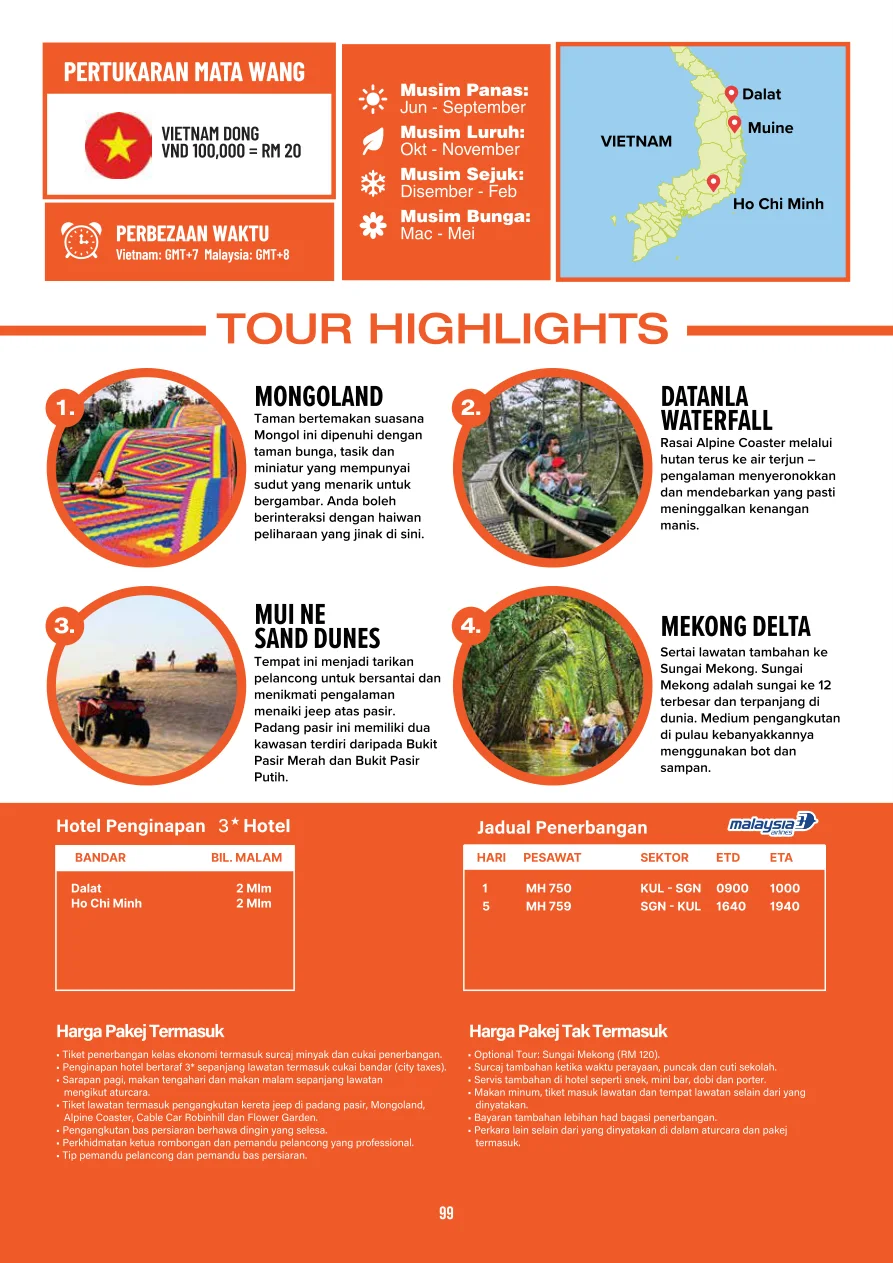 PERTUKARAN MATA WANG
VIETNAM DONG
VND 100,000 = RM 20
PERBEZAAN WAKTU
Vietnam: GMT+7  Malaysia: GMT+8
Musim Panas:
Jun - September
Musim Luruh:
Okt - November
Musim Sejuk:
Disember - Feb
Musim Bunga:
Mac - Mei
Dalat
Muine
VIETNAM
Ho Chi Minh
TOUR HIGHLIGHTS
1.
MONGOLAND
Taman bertemakan suasana
Mongol ini dipenuhi dengan
taman bunga, tasik dan
miniatur yang mempunyai
sudut yang menarik untuk
bergambar. Anda boleh
berinteraksi dengan haiwan
peliharaan yang jinak di sini.
2.
DATANLA
WATERFALL
Rasai Alpine Coaster melalui
hutan terus ke air terjun –
pengalaman menyeronokkan
dan mendebarkan yang pasti
meninggalkan kenangan
manis.
3.
MUI NE
SAND DUNES
Tempat ini menjadi tarikan
pelancong untuk bersantai dan
menikmati pengalaman
menaiki jeep atas pasir.
Padang pasir ini memiliki dua
kawasan terdiri daripada Bukit
Pasir Merah dan Bukit Pasir
Putih.
4.
MEKONG DELTA
Sertai lawatan tambahan ke
Sungai Mekong. Sungai
Mekong adalah sungai ke 12
terbesar dan terpanjang di
dunia. Medium pengangkutan
di pulau kebanyakkannya
menggunakan bot dan
sampan.
Hotel Penginapan 3★ Hotel
BANDAR BIL. MALAM
Dalat 2 Mlm
Ho Chi Minh 2 Mlm
Jadual Penerbangan
malaysia
airlines
HARI PESAWAT SEKTOR ETD ETA
1 MH 750 KUL - SGN 0900 1000
5 MH 759 SGN - KUL 1640 1940
Harga Pakej Termasuk
• Tiket penerbangan kelas ekonomi termasuk surcaj minyak dan cukai penerbangan.
• Penginapan hotel bertaraf 3* sepanjang lawatan termasuk cukai bandar (city taxes).
• Sarapan pagi, makan tengahari dan makan malam sepanjang lawatan
mengikut aturcara.
• Tiket lawatan termasuk pengangkutan kereta jeep di padang pasir, Mongoland,
Alpine Coaster, Cable Car Robinhill dan Flower Garden.
• Pengangkutan bas persiaran berhawa dingin yang selesa.
• Perkhidmatan ketua rombongan dan pemandu pelancong yang professional.
• Tip pemandu pelancong dan pemandu bas persiaran.
Harga Pakej Tak Termasuk
• Optional Tour: Sungai Mekong (RM 120).
• Surcaj tambahan ketika waktu perayaan, puncak dan cuti sekolah.
• Servis tambahan di hotel seperti snek, mini bar, dobi dan porter.
• Makan minum, tiket masuk lawatan dan tempat lawatan selain dari yang
dinyatakan.
• Bayaran tambahan lebihan had bagasi penerbangan.
• Perkara lain selain dari yang dinyatakan di dalam aturcara dan pakej
termasuk.
99